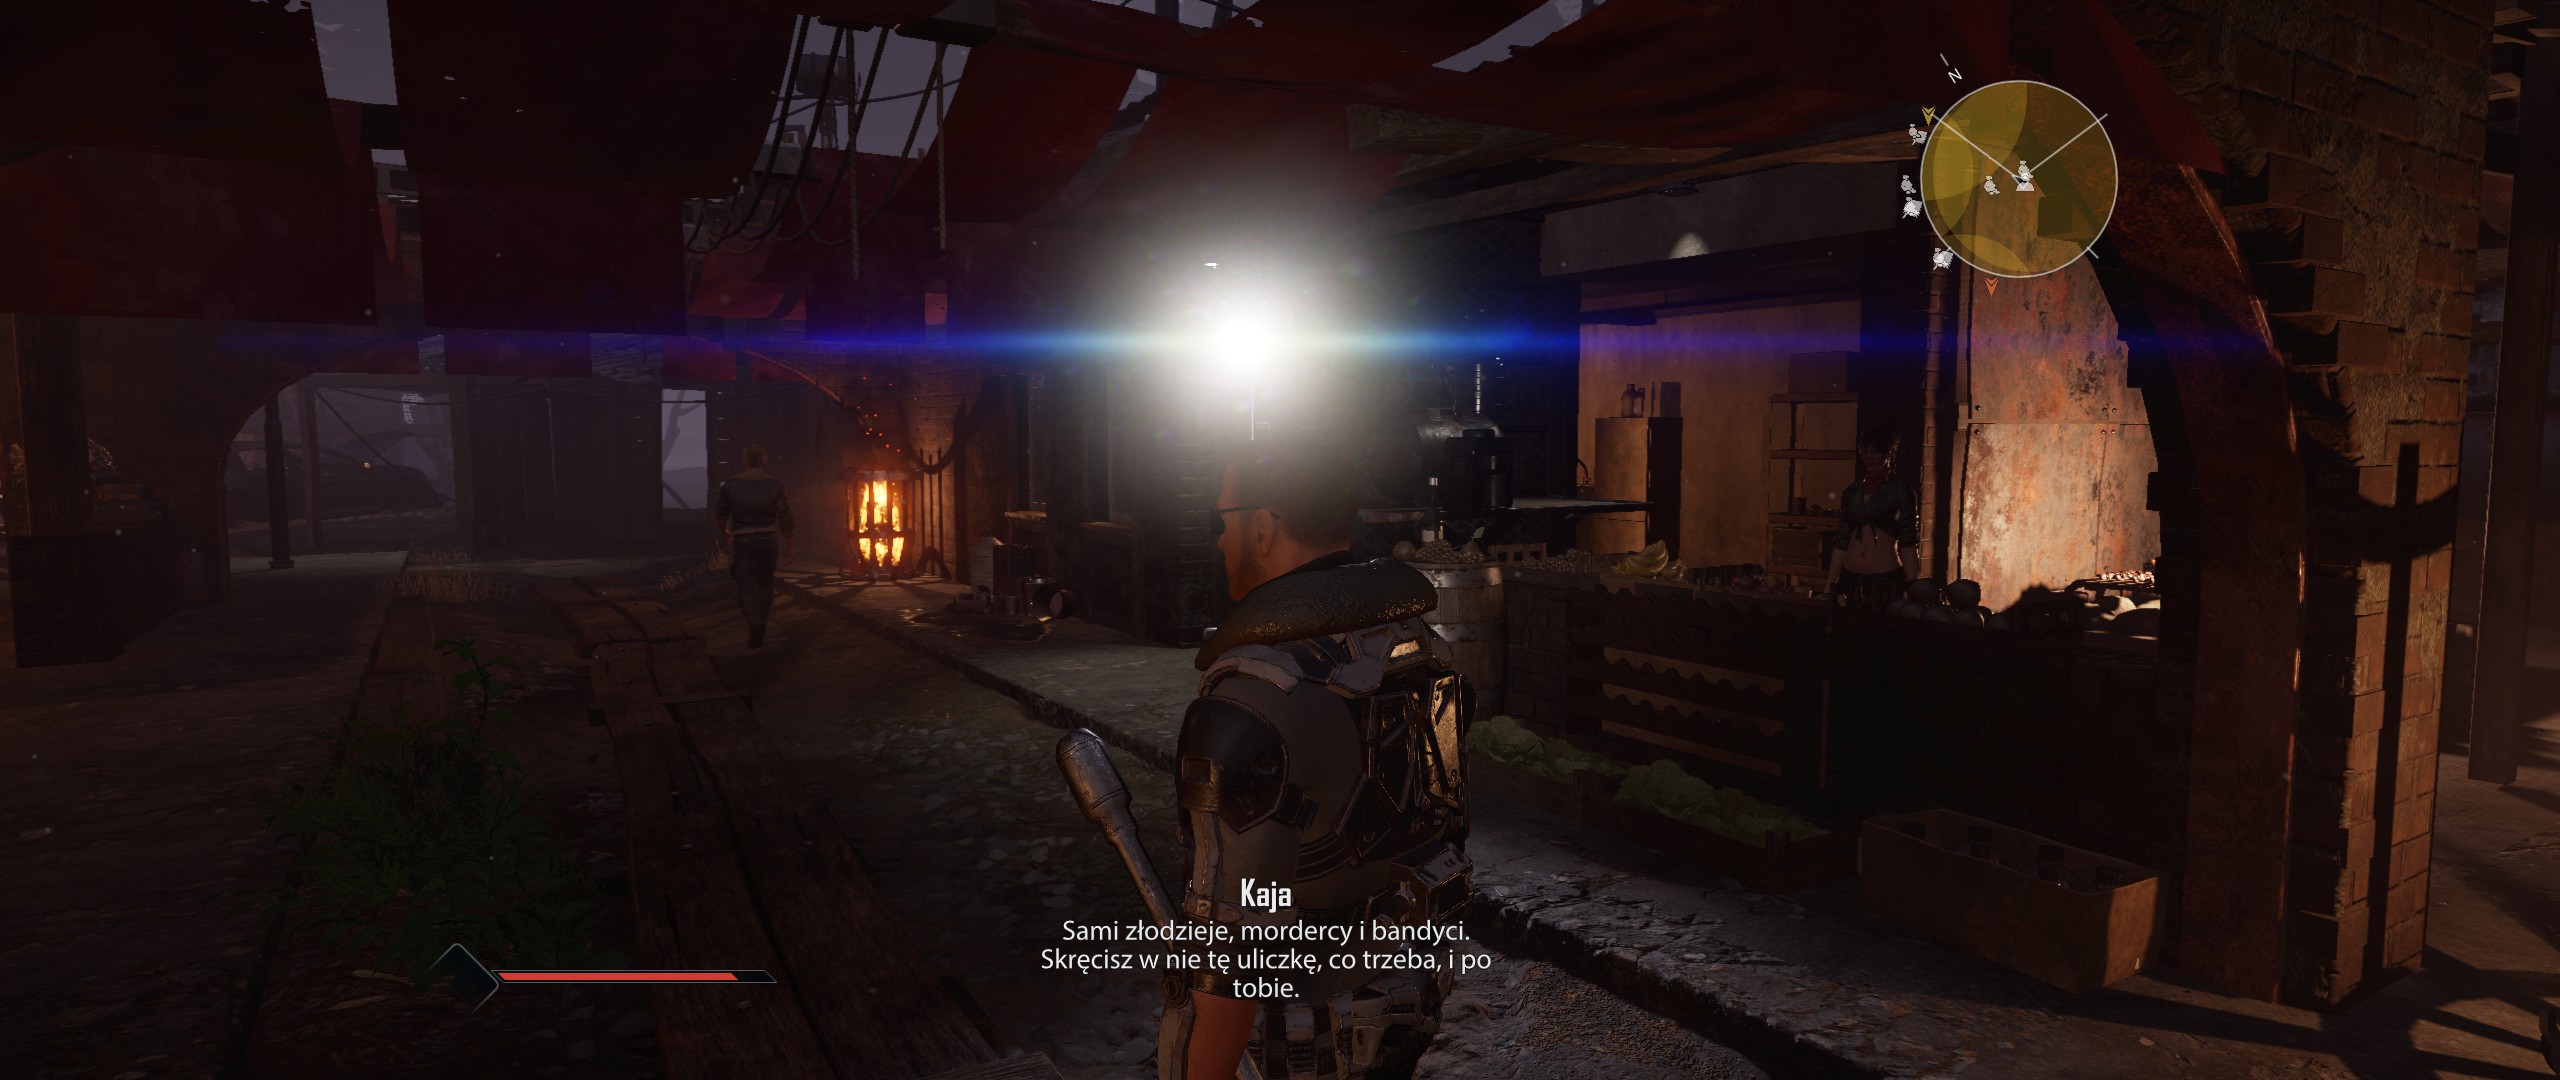 N
Kaja
Sami złodzieje, mordercy i bandyci.
Skręcisz w nie tę uliczkę, co trzeba, i po
tobie.